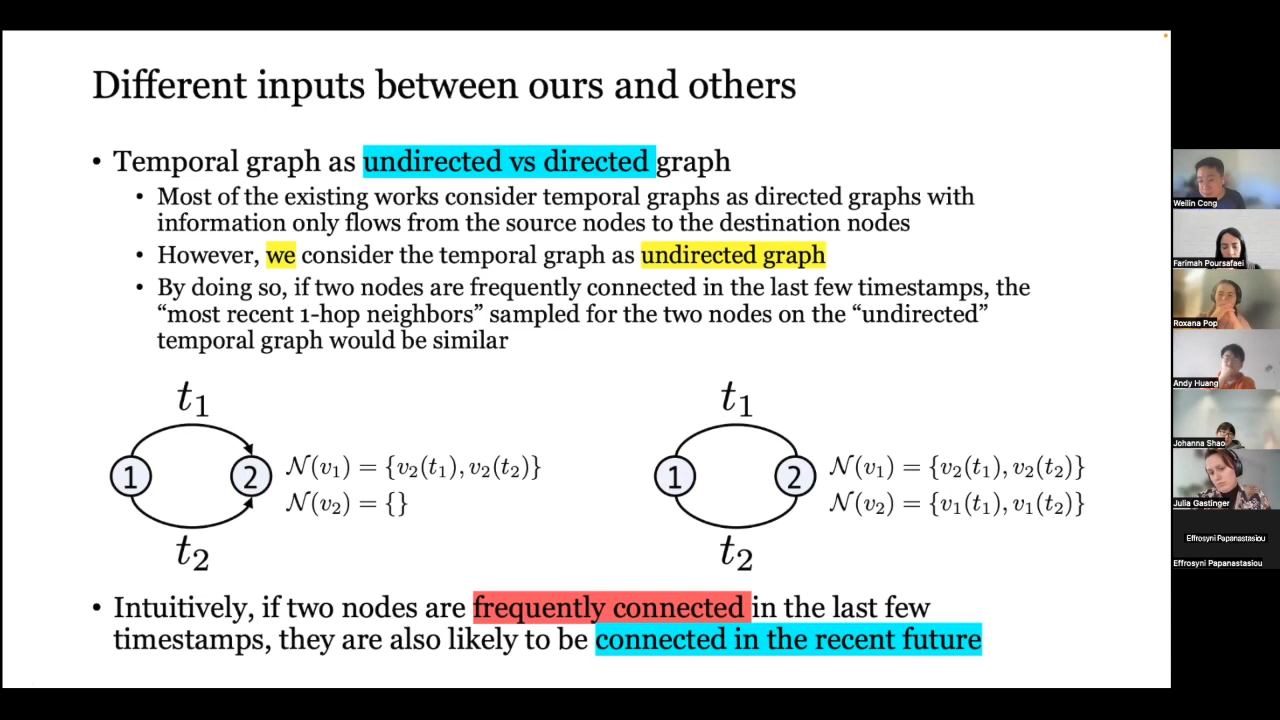 Different inputs between ours and others
• Temporal graph as undirected vs directed graph
• Most of the existing works consider temporal graphs as directed graphs with
information only flows from the source nodes to the destination nodes
• However, we consider the temporal graph as undirected graph
• By doing so, if two nodes are frequently connected in the last few timestamps, the
“most recent 1-hop neighbors” sampled for the two nodes on the “undirected”
temporal graph would be similar
t₁
1
2
𝒩(v₁) = {v₂(t₁), v₂(t₂)}
𝒩(v₂) = {}
t₂
t₁
1
2
𝒩(v₁) = {v₂(t₁), v₂(t₂)}
𝒩(v₂) = {v₁(t₁), v₁(t₂)}
t₂
• Intuitively, if two nodes are frequently connected in the last few
timestamps, they are also likely to be connected in the recent future
Weilin Cong
Farimah Poursafaei
Roxana Pop
Andy Huang
Johanna Shao
Julia Gastinger
Effrosyni Papanastasiou
Effrosyni Papanastasiou